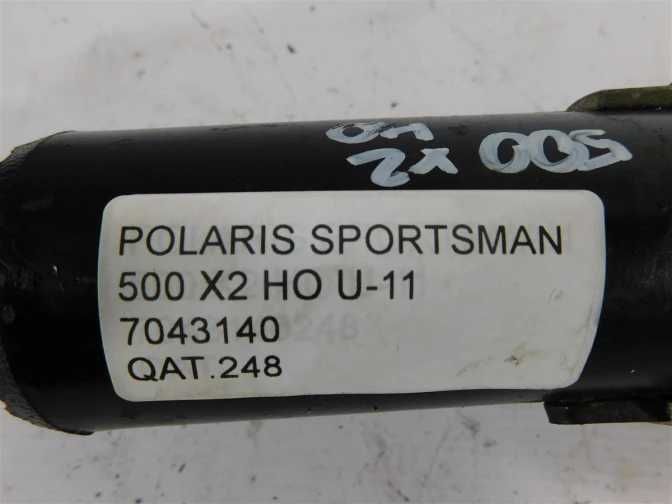 500 X2
HO
POLARIS SPORTSMAN
500 X2 HO U-11
7043140
QAT.248